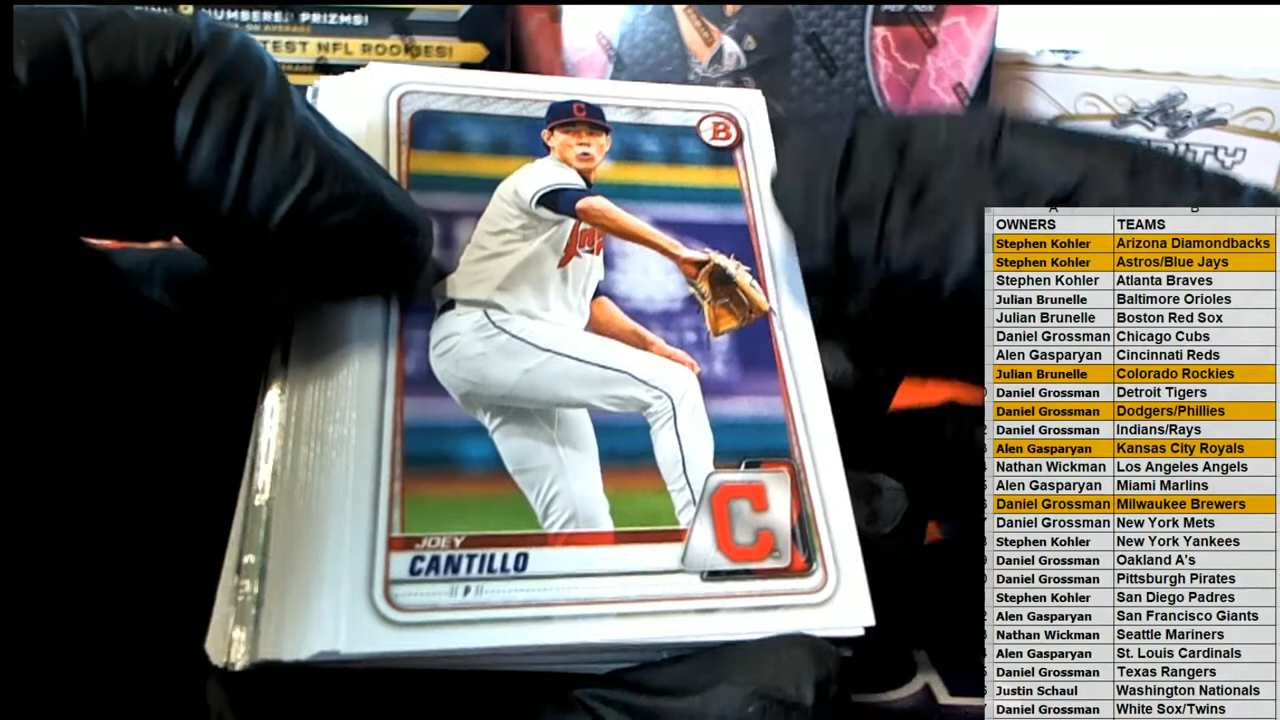 NUMBERED PRIZMS!
TEST NFL ROOKIES!
C
B
JOEY
CANTILLO
P
C
A B
OWNERS TEAMS
Stephen Kohler Arizona Diamondbacks
Stephen Kohler Astros/Blue Jays
Stephen Kohler Atlanta Braves
Julian Brunelle Baltimore Orioles
Julian Brunelle Boston Red Sox
Daniel Grossman Chicago Cubs
Alen Gasparyan Cincinnati Reds
Julian Brunelle Colorado Rockies
Daniel Grossman Detroit Tigers
Daniel Grossman Dodgers/Phillies
Daniel Grossman Indians/Rays
Alen Gasparyan Kansas City Royals
Nathan Wickman Los Angeles Angels
Alen Gasparyan Miami Marlins
Daniel Grossman Milwaukee Brewers
Daniel Grossman New York Mets
Stephen Kohler New York Yankees
Daniel Grossman Oakland A's
Daniel Grossman Pittsburgh Pirates
Stephen Kohler San Diego Padres
Alen Gasparyan San Francisco Giants
Nathan Wickman Seattle Mariners
Alen Gasparyan St. Louis Cardinals
Daniel Grossman Texas Rangers
Justin Schaul Washington Nationals
Daniel Grossman White Sox/Twins